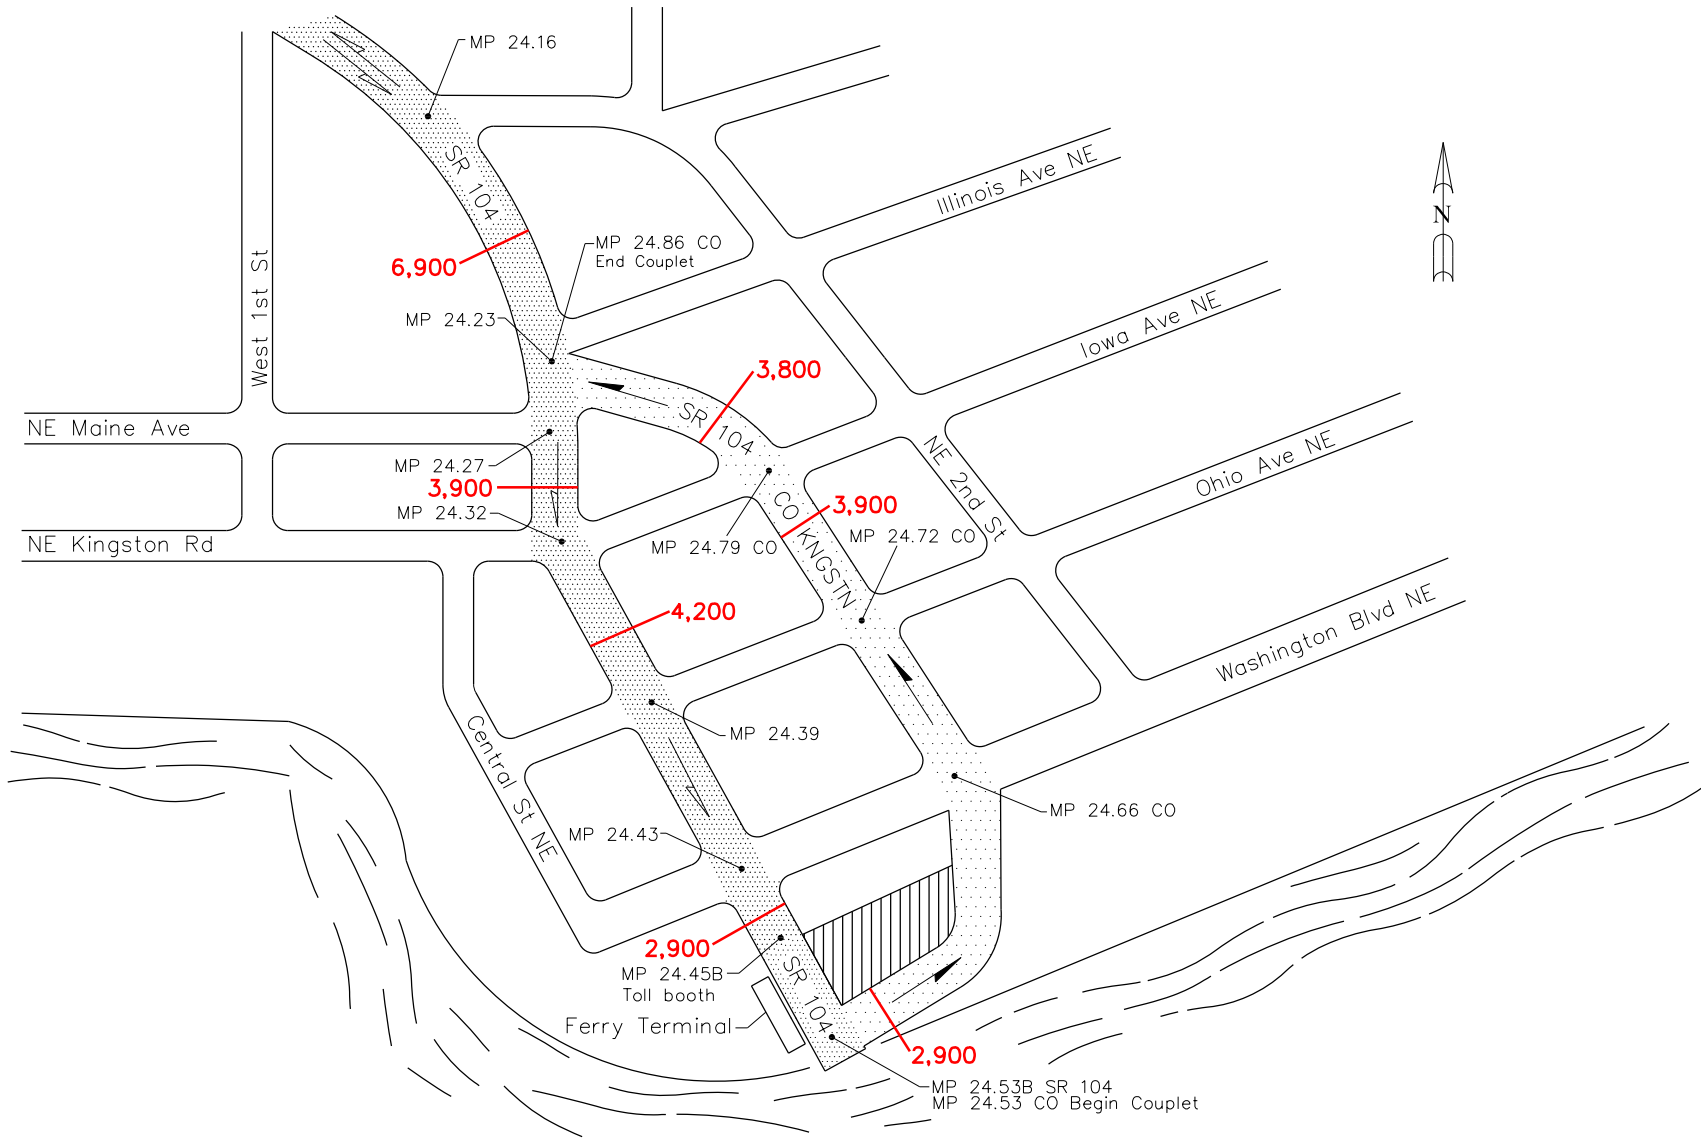 MP 24.16
SR 104
Illinois Ave NE
N
MP 24.86 CO
End Couplet
6,900
West 1st St
MP 24.23
Iowa Ave NE
3,800
SR 104
NE Maine Ave
MP 24.27
3,900
MP 24.32
NE 2nd St
Ohio Ave NE
CO KNGSTN
3,900
MP 24.72 CO
MP 24.79 CO
NE Kingston Rd
4,200
Washington Blvd NE
Central St NE
MP 24.39
MP 24.66 CO
MP 24.43
2,900
MP 24.45B
Toll booth
SR 104
Ferry Terminal
2,900
MP 24.53B SR 104
MP 24.53 CO Begin Couplet